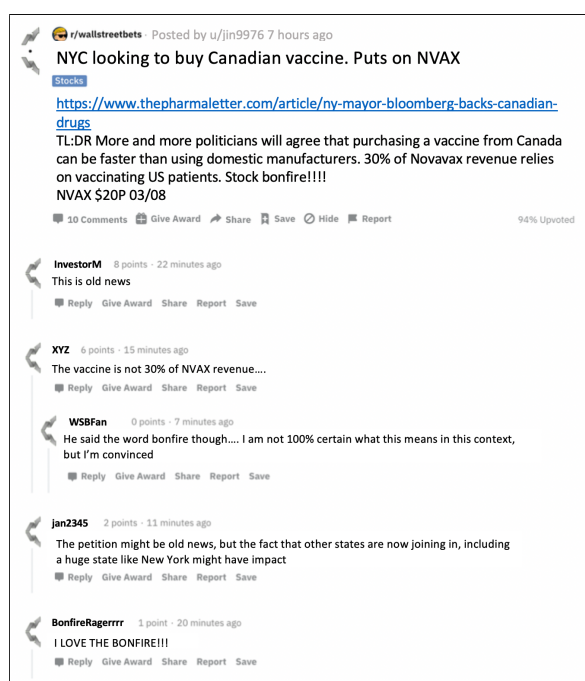 r/wallstreetbets · Posted by u/jin9976 7 hours ago
NYC looking to buy Canadian vaccine. Puts on NVAX
Stocks
https://www.thepharmaletter.com/article/ny-mayor-bloomberg-backs-canadian-
drugs
TL:DR More and more politicians will agree that purchasing a vaccine from Canada
can be faster than using domestic manufacturers. 30% of Novavax revenue relies
on vaccinating US patients. Stock bonfire!!!!
NVAX $20P 03/08
10 Comments Give Award Share Save Hide Report 94% Upvoted
InvestorM 8 points · 22 minutes ago
This is old news
Reply Give Award Share Report Save
XYZ 6 points · 15 minutes ago
The vaccine is not 30% of NVAX revenue....
Reply Give Award Share Report Save
WSBFan 0 points · 7 minutes ago
He said the word bonfire though.... I am not 100% certain what this means in this context,
but I'm convinced
Reply Give Award Share Report Save
jan2345 2 points · 11 minutes ago
The petition might be old news, but the fact that other states are now joining in, including
a huge state like New York might have impact
Reply Give Award Share Report Save
BonfireRagerrrr 1 point · 20 minutes ago
I LOVE THE BONFIRE!!!
Reply Give Award Share Report Save